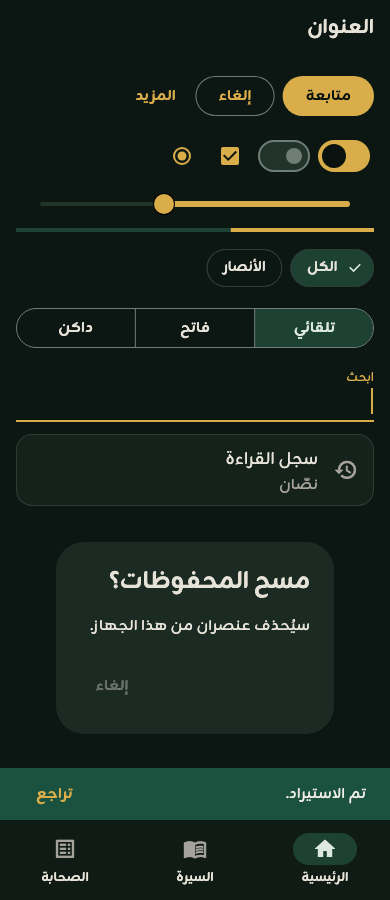 العنوان
متابعة
إلغاء
المزيد
الكل
الأنصار
تلقائي
فاتح
داكن
ابحث
سجل القراءة
نصّان
مسح المحفوظات؟
سيُحذف عنصران من هذا الجهاز.
إلغاء
تم الاستيراد.
تراجع
الرئيسية
السيرة
الصحابة